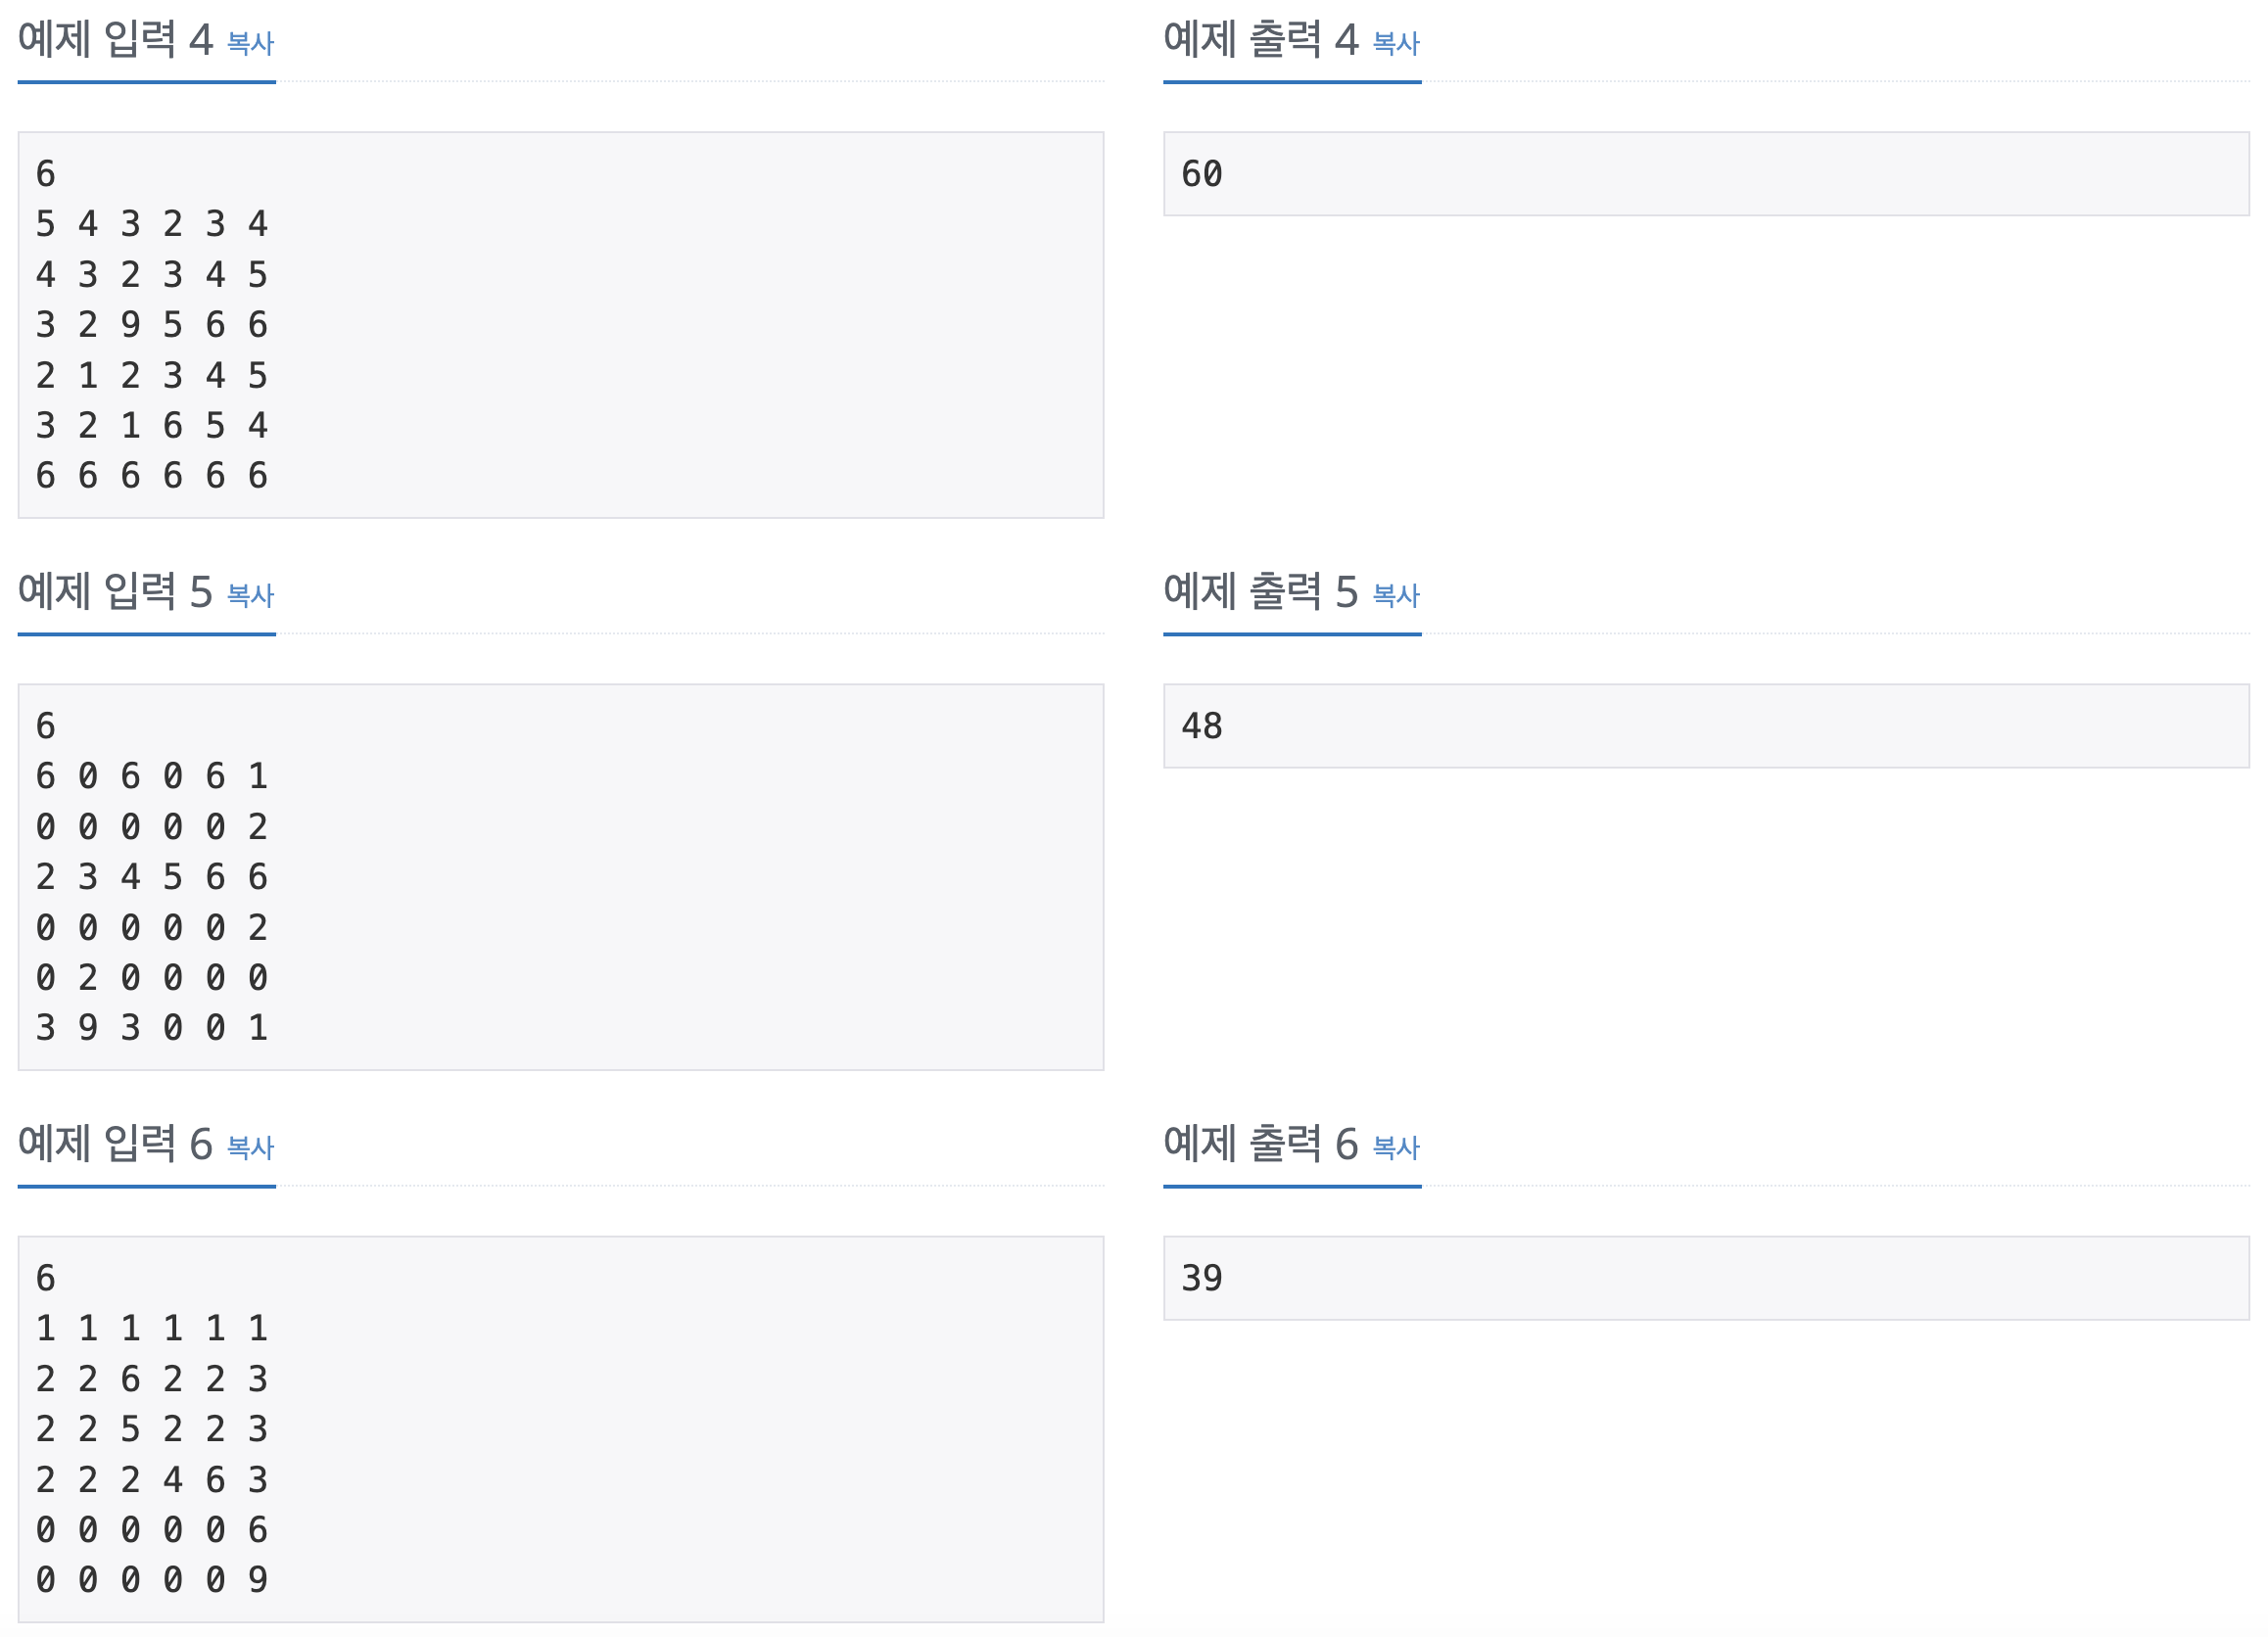 예제 입력 4 복사
6
5 4 3 2 3 4
4 3 2 3 4 5
3 2 9 5 6 6
2 1 2 3 4 5
3 2 1 6 5 4
6 6 6 6 6 6
예제 출력 4 복사
60
예제 입력 5 복사
6
6 0 6 0 6 1
0 0 0 0 0 2
2 3 4 5 6 6
0 0 0 0 0 2
0 2 0 0 0 0
3 9 3 0 0 1
예제 출력 5 복사
48
예제 입력 6 복사
6
1 1 1 1 1 1
2 2 6 2 2 3
2 2 5 2 2 3
2 2 2 4 6 3
0 0 0 0 0 6
0 0 0 0 0 9
예제 출력 6 복사
39